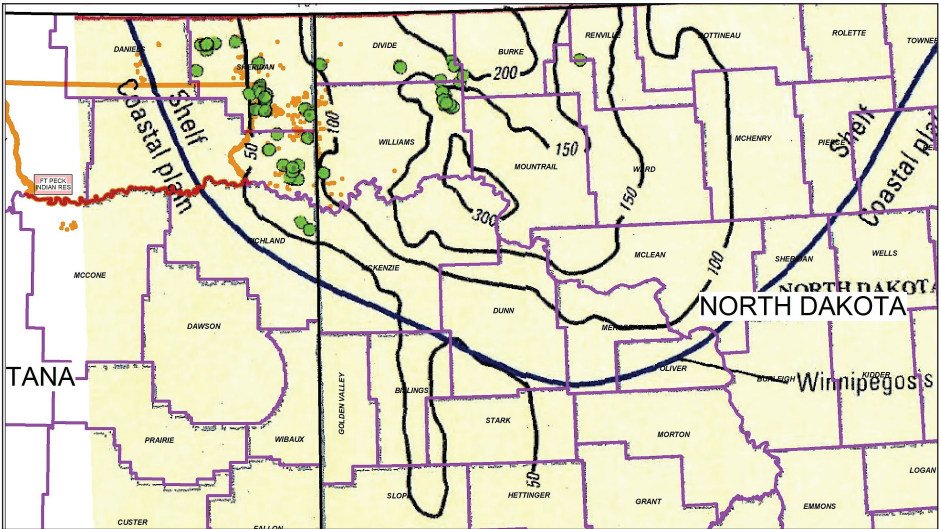 DANIELS
SHERIDAN
DIVIDE
BURKE
RENVILLE
BOTTINEAU
ROLETTE
TOWNER
200
Shelf
Coastal plain
50
100
WILLIAMS
150
MOUNTRAIL
WARD
MCHENRY
PIERCE
Shelf
Coastal plain
FT PECK
INDIAN RES
300
150
RICHLAND
MCKENZIE
MCLEAN
100
SHERIDAN
WELLS
MCCONE
NORTH DAKOTA
NORTH DAKOTA
DAWSON
DUNN
MERCER
TANA
OLIVER
BURLEIGH
KIDDER
Winnipegosis
GOLDEN VALLEY
BILLINGS
STARK
MORTON
PRAIRIE
WIBAUX
50
LOGAN
SLOPE
HETTINGER
GRANT
EMMONS
CUSTER
FALLON